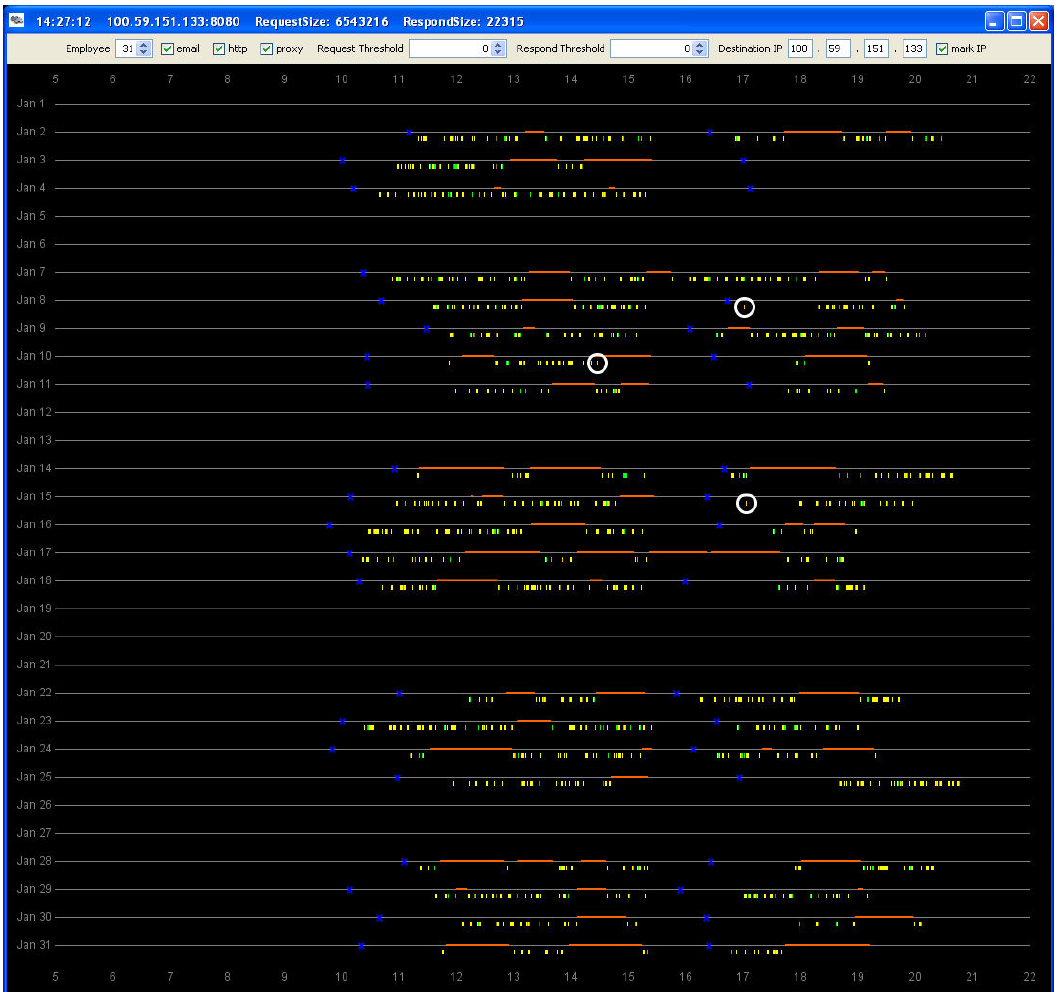 14:27:12 100.59.151.133:8080 RequestSize: 6543216 RespondSize: 22315
Employee 31 email http proxy Request Threshold 0 Respond Threshold 0 Destination IP 100 . 59 . 151 . 133 mark IP
5 6 7 8 9 10 11 12 13 14 15 16 17 18 19 20 21 22
Jan 1
Jan 2
Jan 3
Jan 4
Jan 5
Jan 6
Jan 7
Jan 8
Jan 9
Jan 10
Jan 11
Jan 12
Jan 13
Jan 14
Jan 15
Jan 16
Jan 17
Jan 18
Jan 19
Jan 20
Jan 21
Jan 22
Jan 23
Jan 24
Jan 25
Jan 26
Jan 27
Jan 28
Jan 29
Jan 30
Jan 31
5 6 7 8 9 10 11 12 13 14 15 16 17 18 19 20 21 22